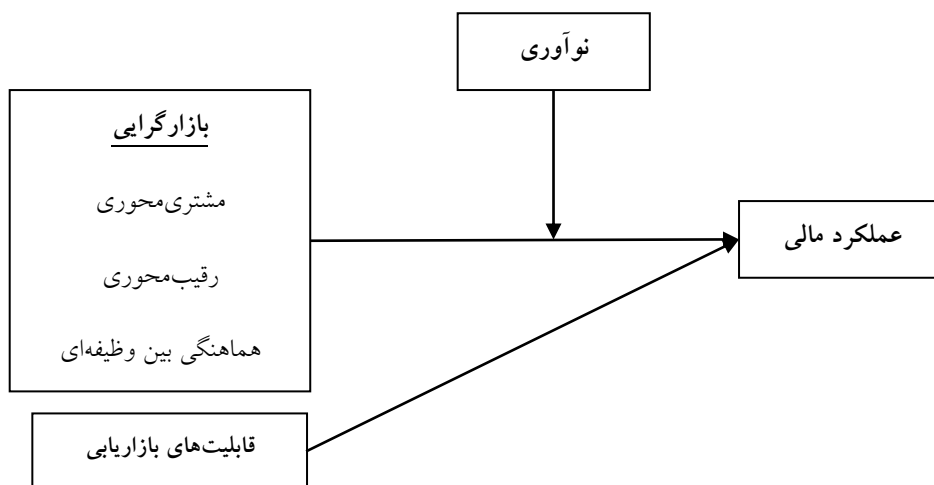 نوآوری
بازارگرایی
مشتری‌محوری
رقیب‌محوری
هماهنگی بین وظیفه‌ای
عملکرد مالی
قابلیت‌های بازاریابی